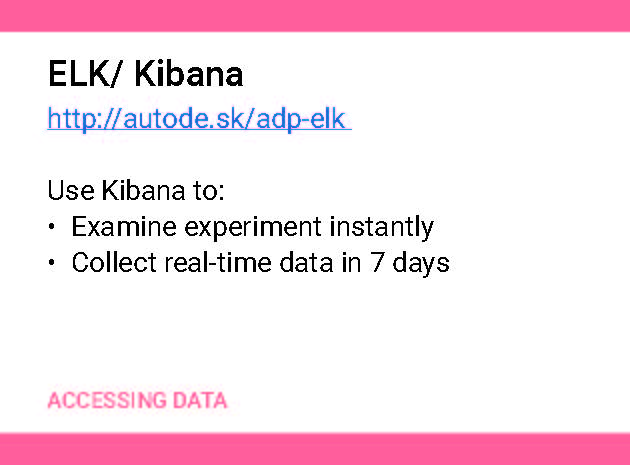 ELK/ Kibana
http://autode.sk/adp-elk
Use Kibana to:
• Examine experiment instantly
• Collect real-time data in 7 days
ACCESSING DATA